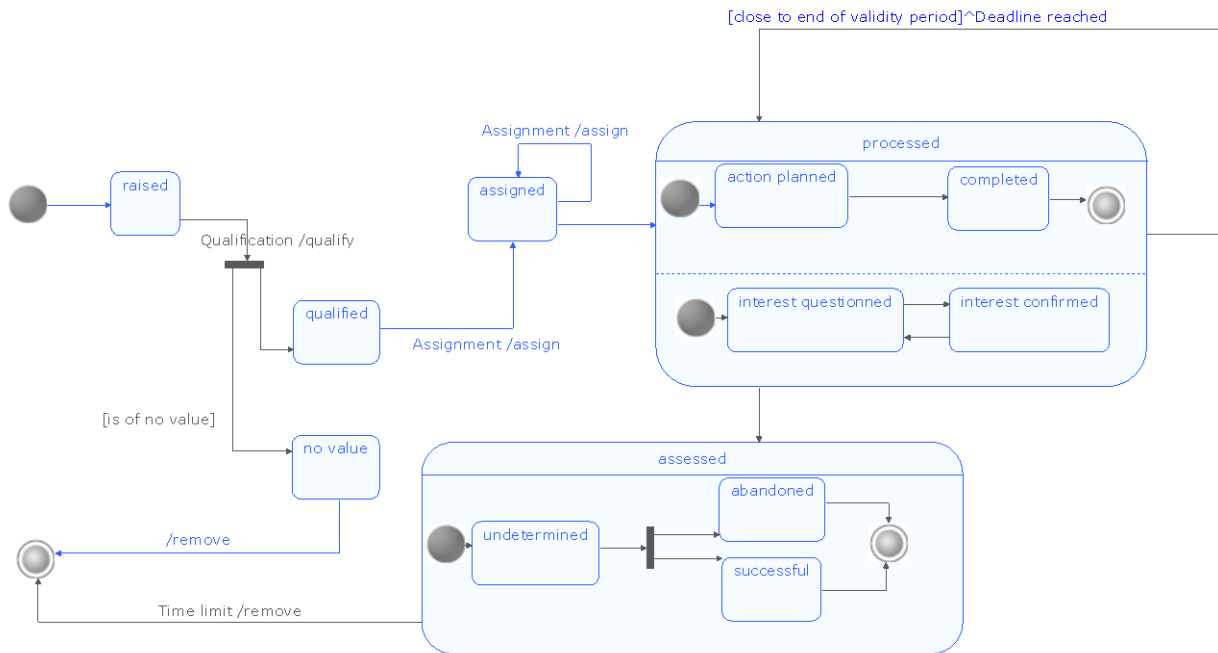 [close to end of validity period]^Deadline reached
Assignment /assign
processed
raised
assigned
action planned
completed
Qualification /qualify
qualified
interest questionned
interest confirmed
Assignment /assign
[is of no value]
no value
assessed
abandoned
undetermined
/remove
successful
Time limit /remove